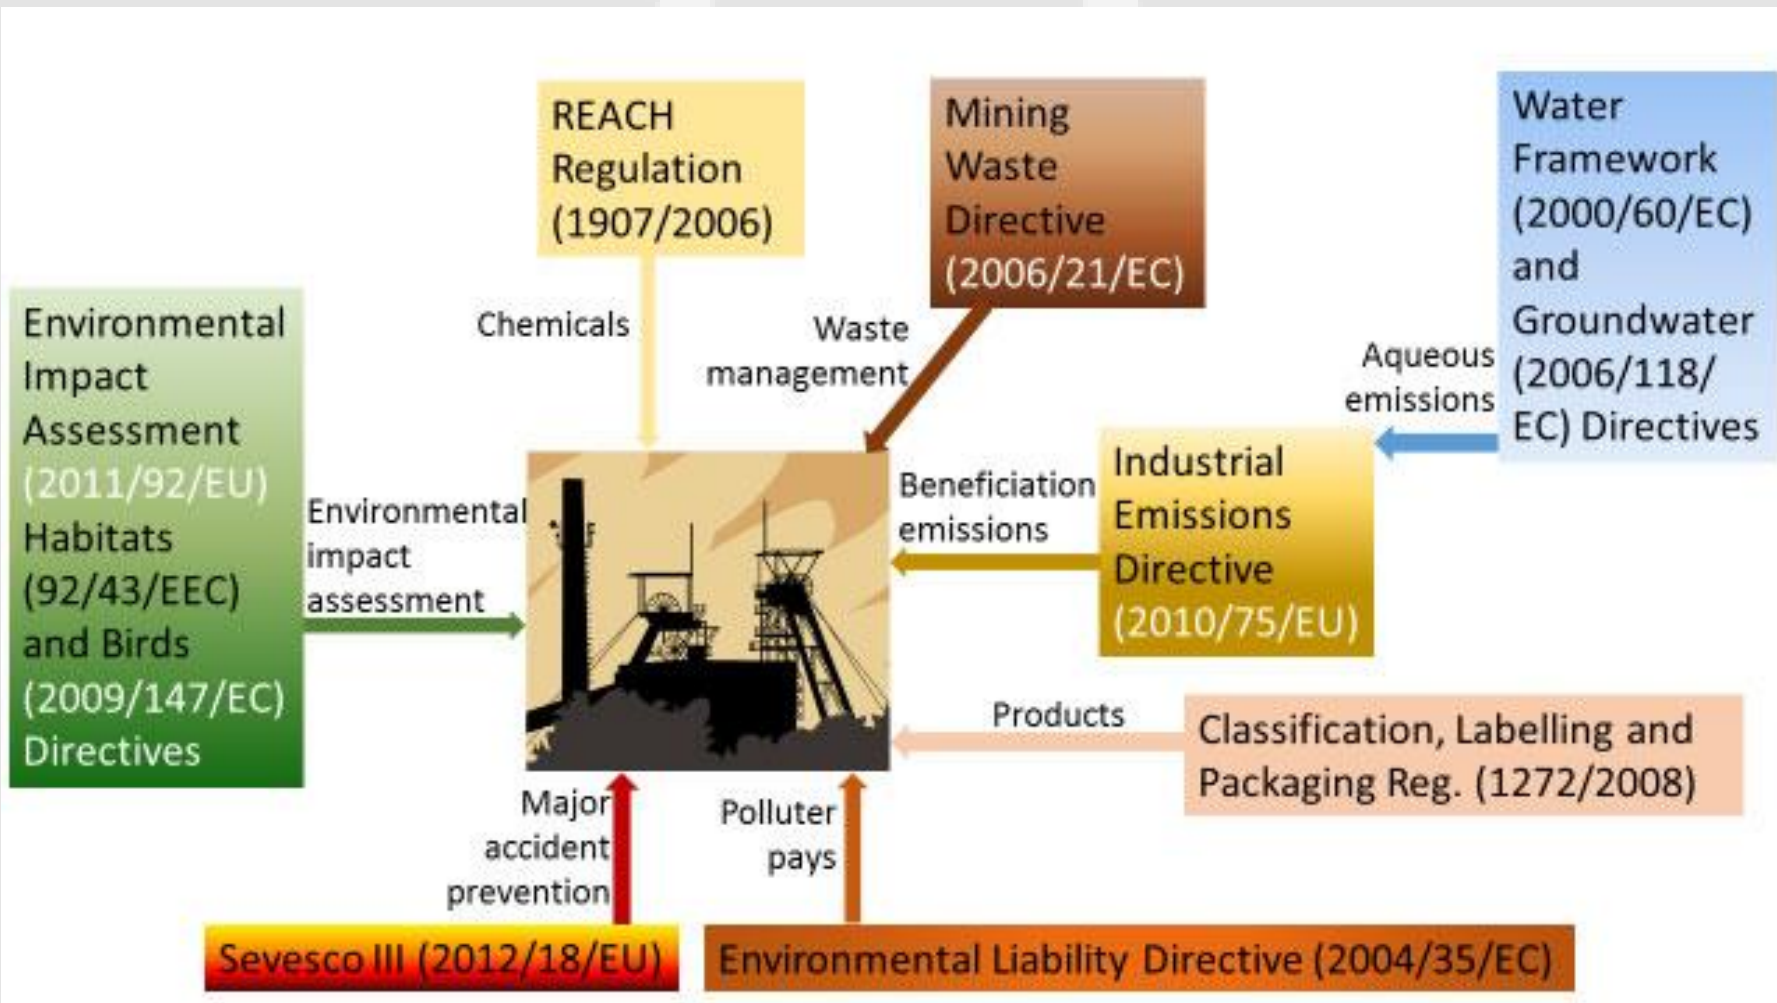 REACH
Regulation
(1907/2006)
Mining
Waste
Directive
(2006/21/EC)
Water
Framework
(2000/60/EC)
and
Groundwater
(2006/118/
EC) Directives
Environmental
Impact
Assessment
(2011/92/EU)
Habitats
(92/43/EEC)
and Birds
(2009/147/EC)
Directives
Chemicals
Waste
management
Aqueous
emissions
Environmental
impact
assessment
Beneficiation
emissions
Industrial
Emissions
Directive
(2010/75/EU)
Products
Classification, Labelling and
Packaging Reg. (1272/2008)
Major
accident
prevention
Polluter
pays
Sevesco III (2012/18/EU)
Environmental Liability Directive (2004/35/EC)